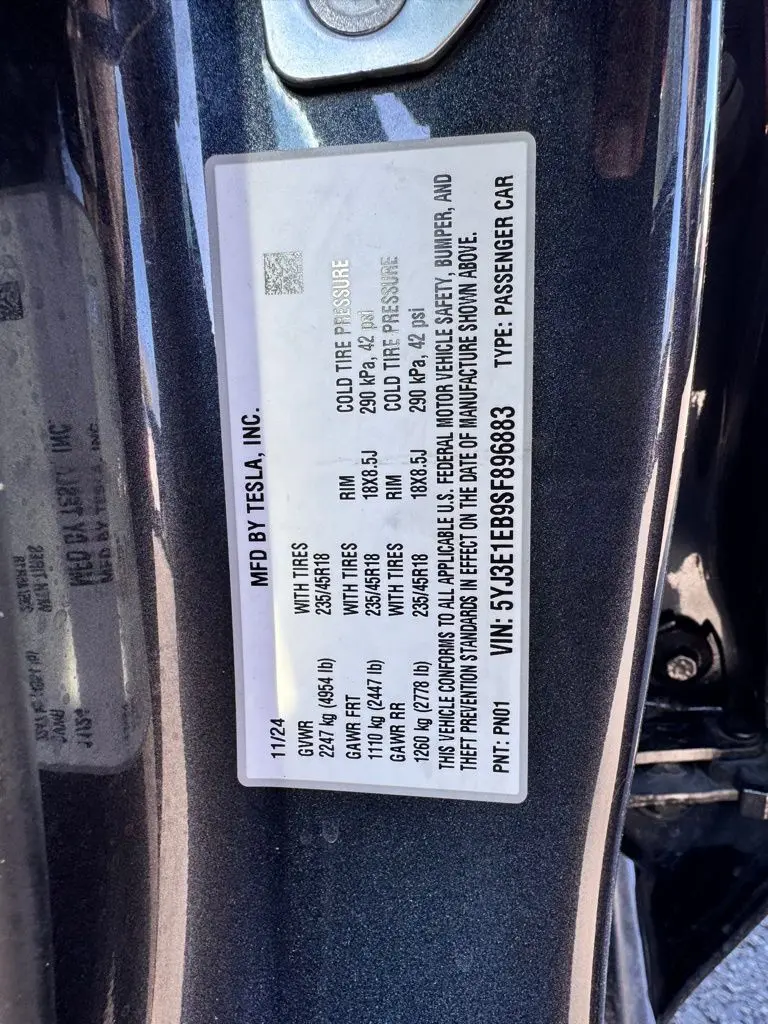 MFD BY TESLA, INC.
11/24
GVWR WITH TIRES
2247 kg (4954 lb) 235/45R18
GAWR FRT WITH TIRES RIM COLD TIRE PRESSURE
1110 kg (2447 lb) 235/45R18 18X8.5J 290 kPa, 42 psi
GAWR RR WITH TIRES RIM COLD TIRE PRESSURE
1260 kg (2778 lb) 235/45R18 18X8.5J 290 kPa, 42 psi
THIS VEHICLE CONFORMS TO ALL APPLICABLE U.S. FEDERAL MOTOR VEHICLE SAFETY, BUMPER, AND
THEFT PREVENTION STANDARDS IN EFFECT ON THE DATE OF MANUFACTURE SHOWN ABOVE.
PNT: PN01 VIN: 5YJ3E1EB9SF896883 TYPE: PASSENGER CAR